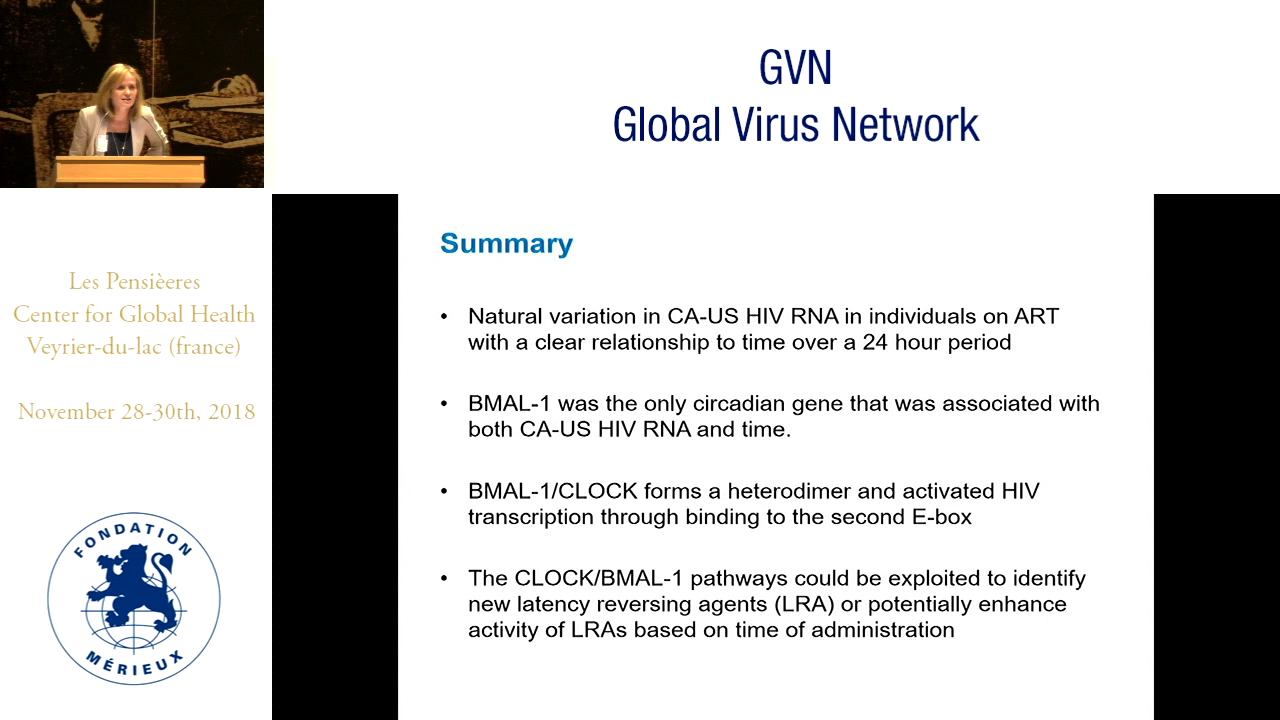 GVN
Global Virus Network
Les Pensièeres
Center for Global Health
Veyrier-du-lac (france)
November 28-30th, 2018
FONDATION
MÉRIEUX
Summary
• Natural variation in CA-US HIV RNA in individuals on ART
with a clear relationship to time over a 24 hour period
• BMAL-1 was the only circadian gene that was associated with
both CA-US HIV RNA and time.
• BMAL-1/CLOCK forms a heterodimer and activated HIV
transcription through binding to the second E-box
• The CLOCK/BMAL-1 pathways could be exploited to identify
new latency reversing agents (LRA) or potentially enhance
activity of LRAs based on time of administration